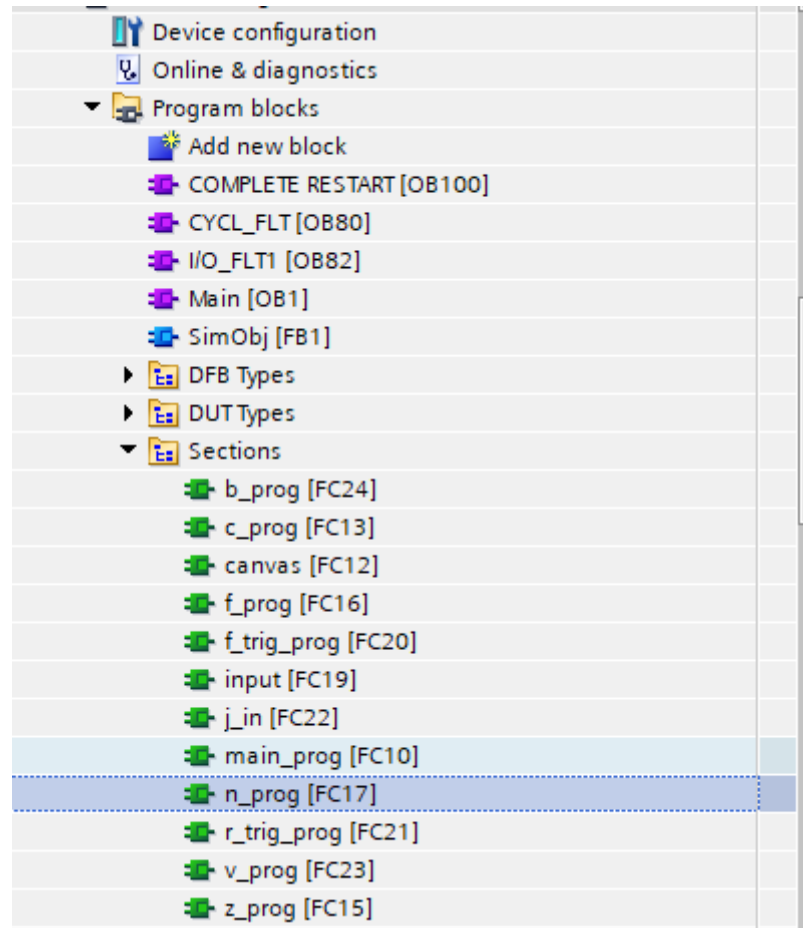 Device configuration
Online & diagnostics
Program blocks
Add new block
COMPLETE RESTART [OB100]
CYCL_FLT [OB80]
I/O_FLT1 [OB82]
Main [OB1]
SimObj [FB1]
DFB Types
DUT Types
Sections
b_prog [FC24]
c_prog [FC13]
canvas [FC12]
f_prog [FC16]
f_trig_prog [FC20]
input [FC19]
j_in [FC22]
main_prog [FC10]
n_prog [FC17]
r_trig_prog [FC21]
v_prog [FC23]
z_prog [FC15]